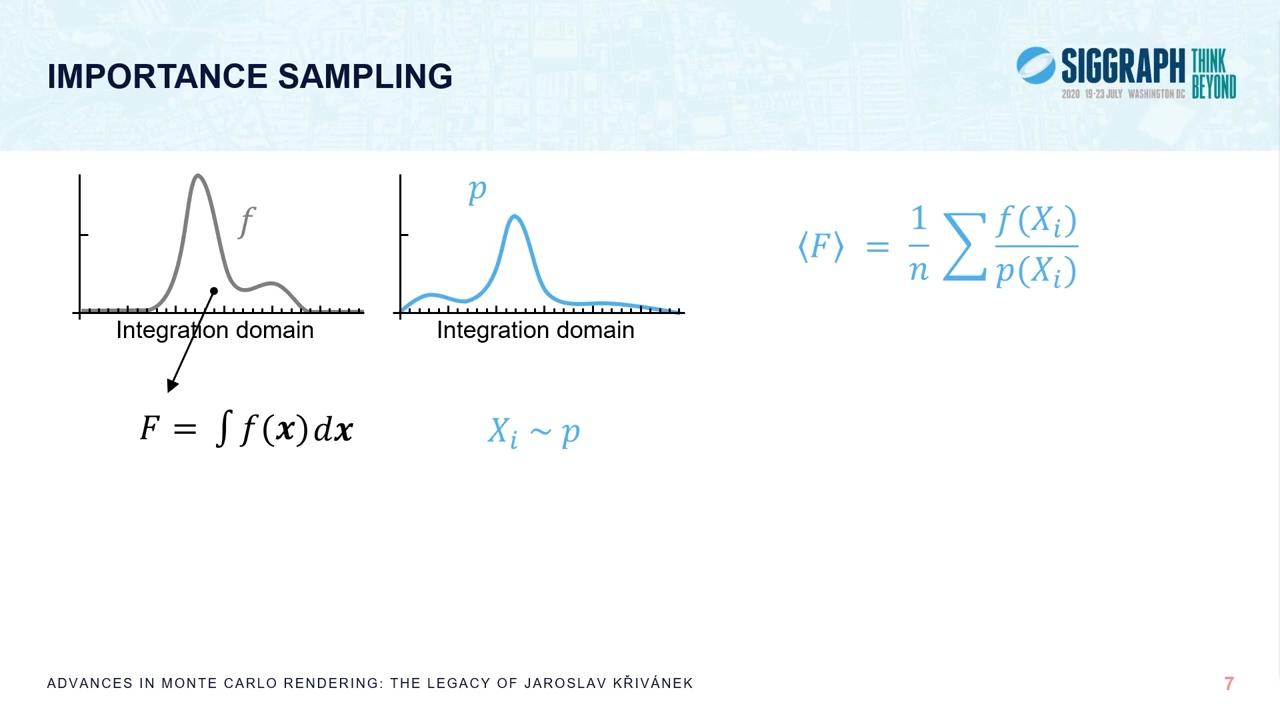 IMPORTANCE SAMPLING
SIGGRAPH THINK BEYOND
2020 19-23 JULY WASHINGTON DC
f
p
⟨F⟩ = 1/n ∑ f(Xᵢ)/p(Xᵢ)
Integration domain
Integration domain
F = ∫ f(x)dx
Xᵢ ~ p
ADVANCES IN MONTE CARLO RENDERING: THE LEGACY OF JAROSLAV KŘIVÁNEK
7